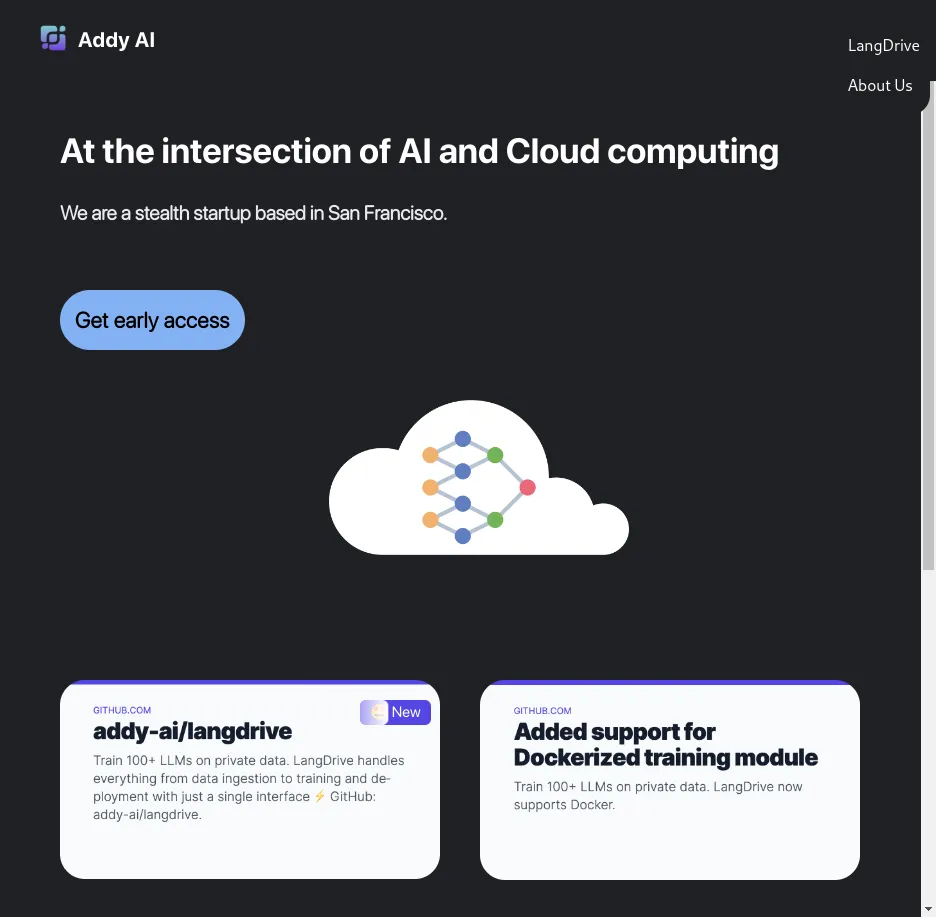 Addy AI
LangDrive
About Us
At the intersection of AI and Cloud computing
We are a stealth startup based in San Francisco.
Get early access
GITHUB.COM
New
addy-ai/langdrive
Train 100+ LLMs on private data. LangDrive handles
everything from data ingestion to training and de-
ployment with just a single interface ⚡ GitHub:
addy-ai/langdrive.
GITHUB.COM
Added support for
Dockerized training module
Train 100+ LLMs on private data. LangDrive now
supports Docker.